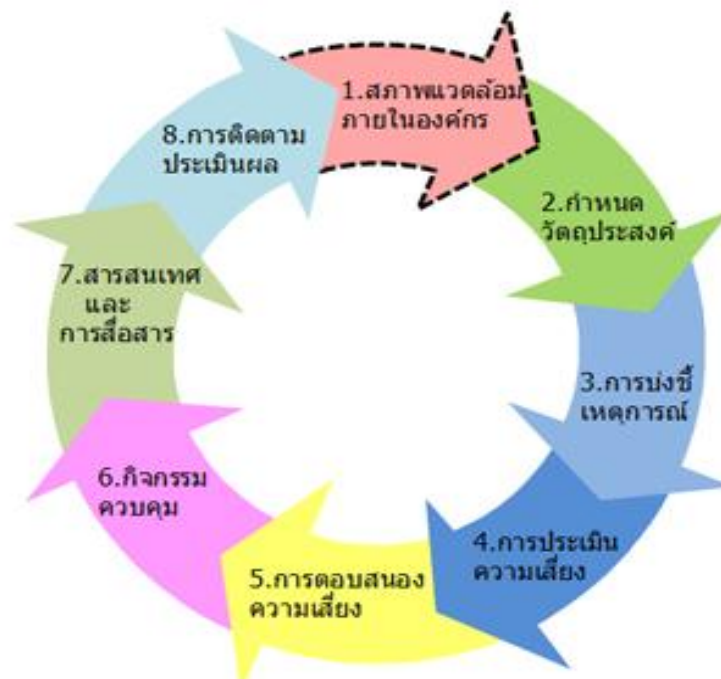 1.สภาพแวดล้อม
ภายในองค์กร
2.กำหนด
วัตถุประสงค์
3.การบ่งชี้
เหตุการณ์
4.การประเมิน
ความเสี่ยง
5.การตอบสนอง
ความเสี่ยง
6.กิจกรรม
ควบคุม
7.สารสนเทศ
และ
การสื่อสาร
8.การติดตาม
ประเมินผล